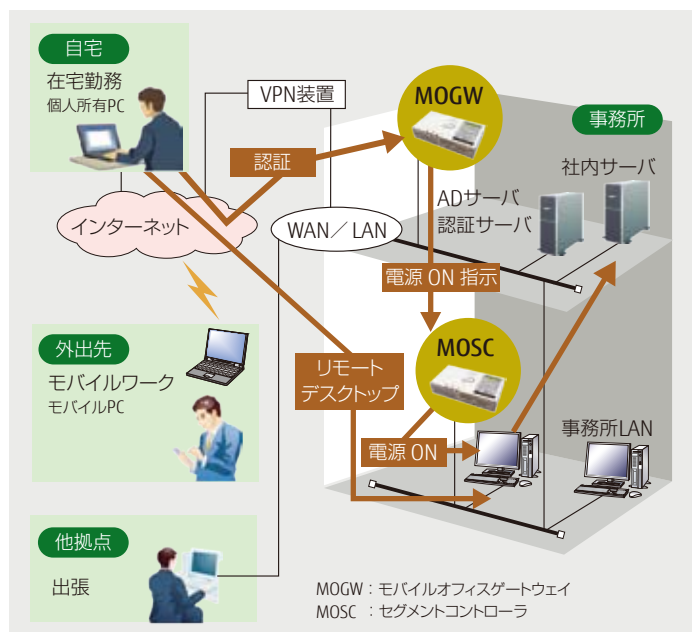 自宅
在宅勤務
個人所有PC
VPN装置
MOGW
事務所
認証
社内サーバ
ADサーバ
認証サーバ
インターネット
WAN／LAN
電源 ON 指示
外出先
モバイルワーク
モバイルPC
リモート
デスクトップ
MOSC
電源 ON
事務所LAN
他拠点
出張
MOGW：モバイルオフィスゲートウェイ
MOSC：セグメントコントローラ